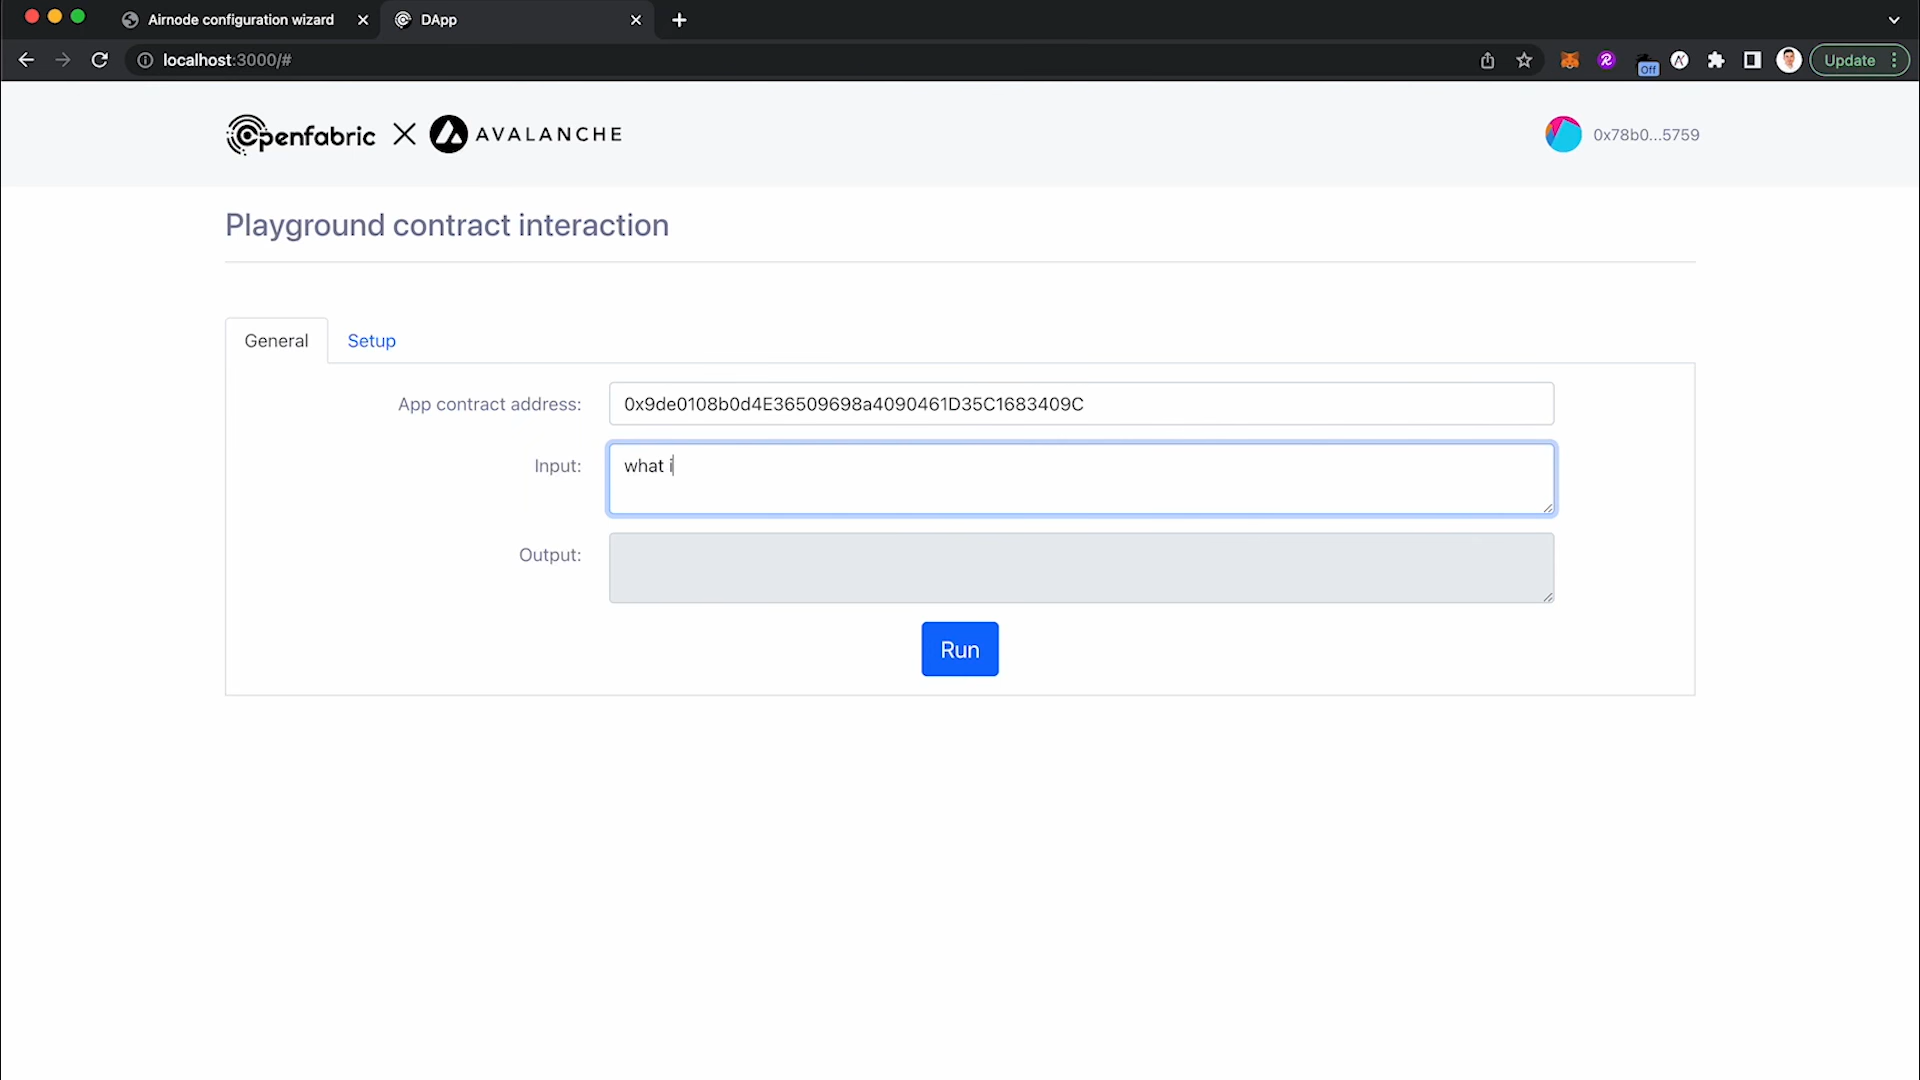 Airnode configuration wizard
DApp
localhost:3000/#
Off
Update
Openfabric X AVALANCHE
0x78b0...5759
Playground contract interaction
General
Setup
App contract address:
0x9de0108b0d4E36509698a4090461D35C1683409C
Input:
what i
Output:
Run